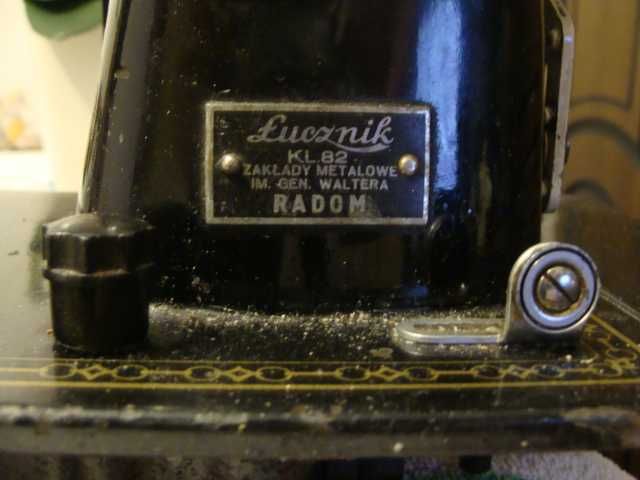 Łucznik
KL.82
ZAKŁADY METALOWE
IM. GEN. WALTERA
RADOM